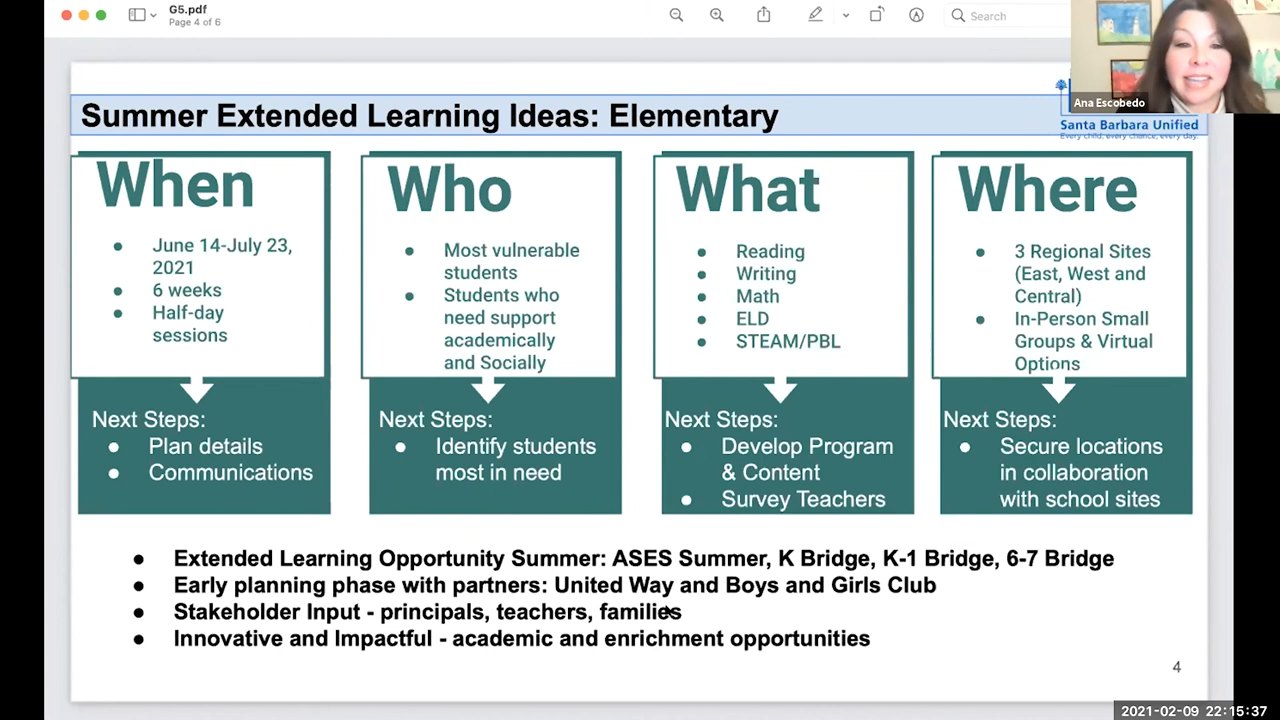 G5.pdf
Page 4 of 6
Search
Ana Escobedo
Summer Extended Learning Ideas: Elementary
Santa Barbara Unified
Every child, every chance, every day.
When
June 14-July 23,
2021
6 weeks
Half-day
sessions
Next Steps:
Plan details
Communications
Who
Most vulnerable
students
Students who
need support
academically
and Socially
Next Steps:
Identify students
most in need
What
Reading
Writing
Math
ELD
STEAM/PBL
Next Steps:
Develop Program
& Content
Survey Teachers
Where
3 Regional Sites
(East, West and
Central)
In-Person Small
Groups & Virtual
Options
Next Steps:
Secure locations
in collaboration
with school sites
Extended Learning Opportunity Summer: ASES Summer, K Bridge, K-1 Bridge, 6-7 Bridge
Early planning phase with partners: United Way and Boys and Girls Club
Stakeholder Input - principals, teachers, families
Innovative and Impactful - academic and enrichment opportunities
4
2021-02-09 22:15:37